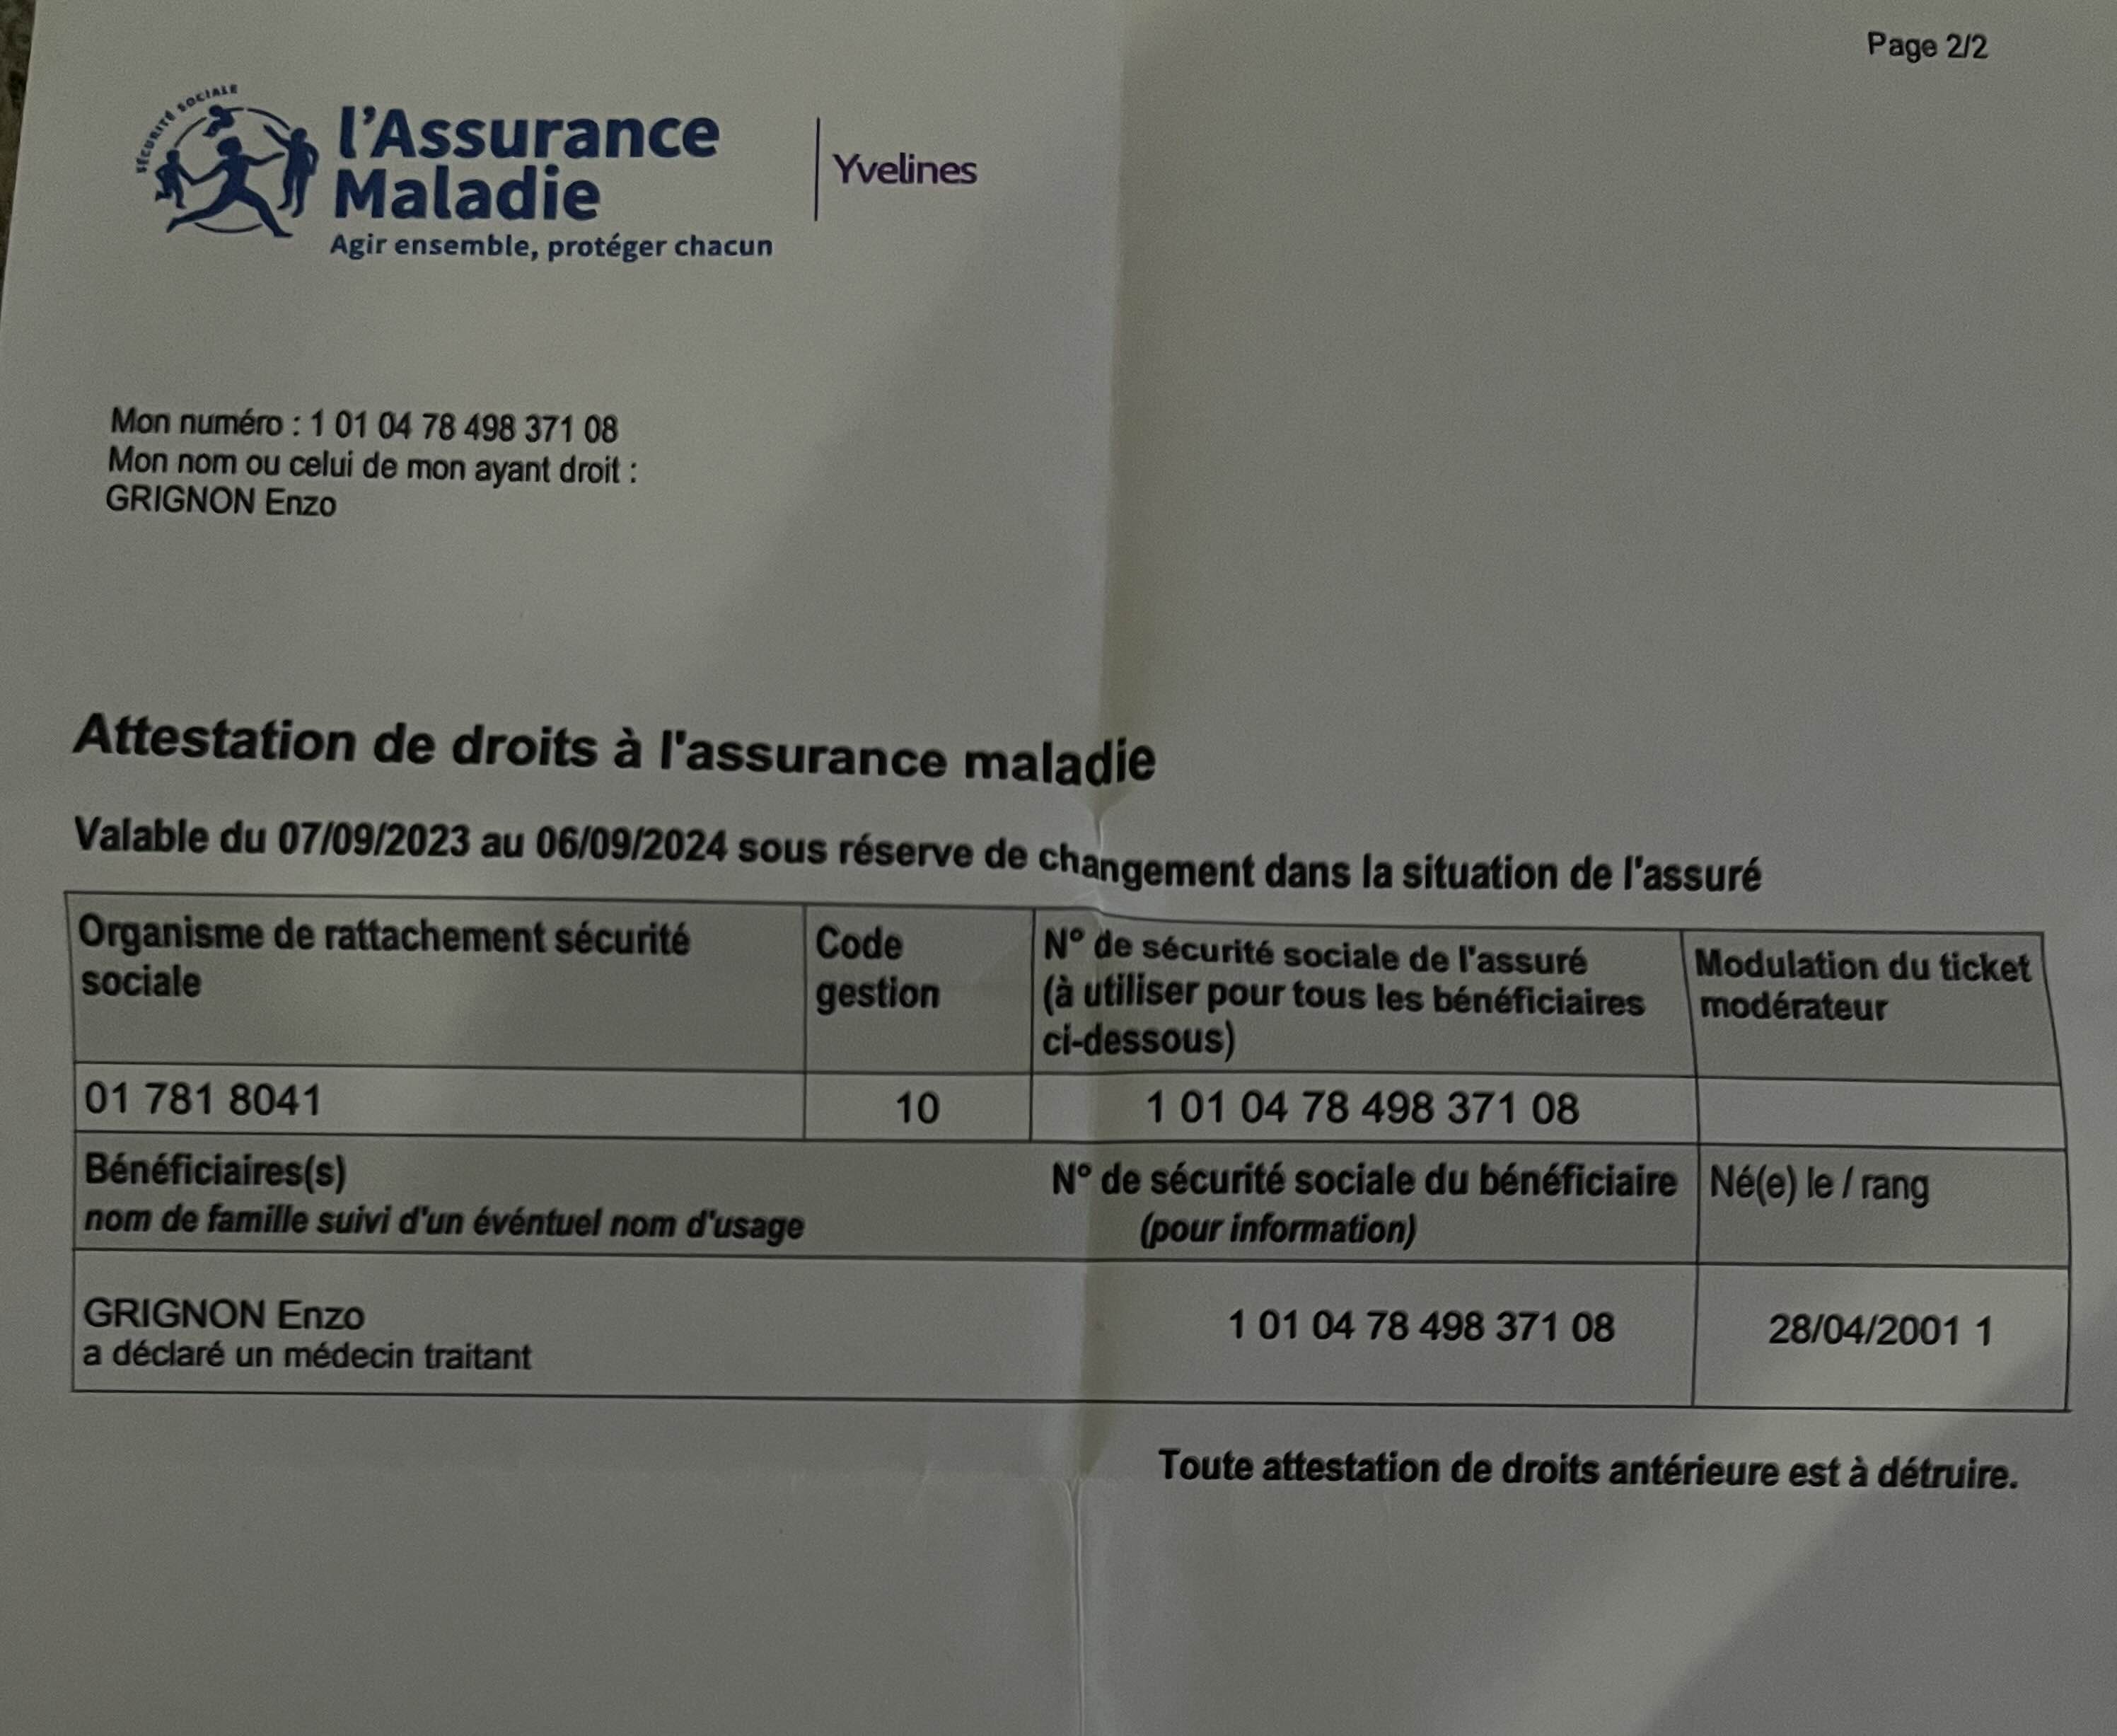 Page 2/2
SÉCURITÉ SOCIALE
l'Assurance
Maladie
Agir ensemble, protéger chacun
Yvelines
Mon numéro : 1 01 04 78 498 371 08
Mon nom ou celui de mon ayant droit :
GRIGNON Enzo
Attestation de droits à l'assurance maladie
Valable du 07/09/2023 au 06/09/2024 sous réserve de changement dans la situation de l'assuré
Organisme de rattachement sécurité
sociale
Code
gestion
N° de sécurité sociale de l'assuré
(à utiliser pour tous les bénéficiaires
ci-dessous)
Modulation du ticket
modérateur
01 781 8041
10
1 01 04 78 498 371 08
Bénéficiaires(s)
nom de famille suivi d'un événtuel nom d'usage
N° de sécurité sociale du bénéficiaire
(pour information)
Né(e) le / rang
GRIGNON Enzo
a déclaré un médecin traitant
1 01 04 78 498 371 08
28/04/2001 1
Toute attestation de droits antérieure est à détruire.